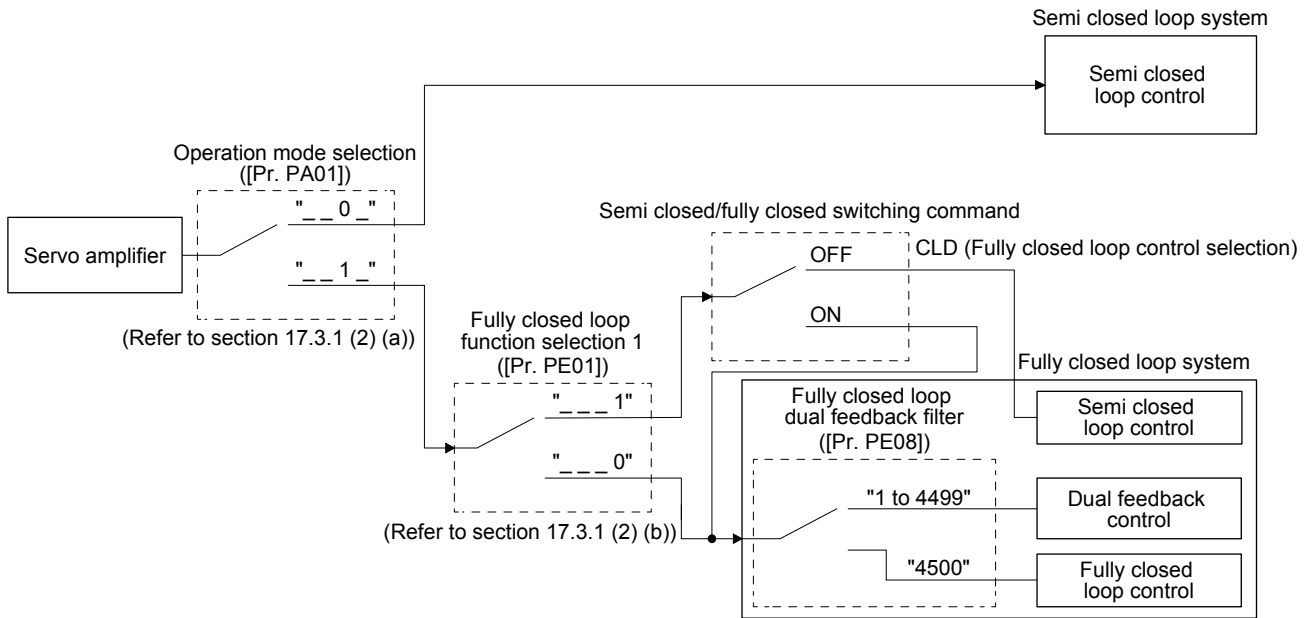 Semi closed loop system
Semi closed
loop control
Operation mode selection
([Pr. PA01])
"_ _ 0 _"
Servo amplifier
"_ _ 1 _"
(Refer to section 17.3.1 (2) (a))
Semi closed/fully closed switching command
OFF
CLD (Fully closed loop control selection)
ON
Fully closed loop
function selection 1
([Pr. PE01])
"_ _ _ 1"
"_ _ _ 0"
(Refer to section 17.3.1 (2) (b))
Fully closed loop system
Fully closed loop
dual feedback filter
([Pr. PE08])
Semi closed
loop control
"1 to 4499"
Dual feedback
control
"4500"
Fully closed
loop control